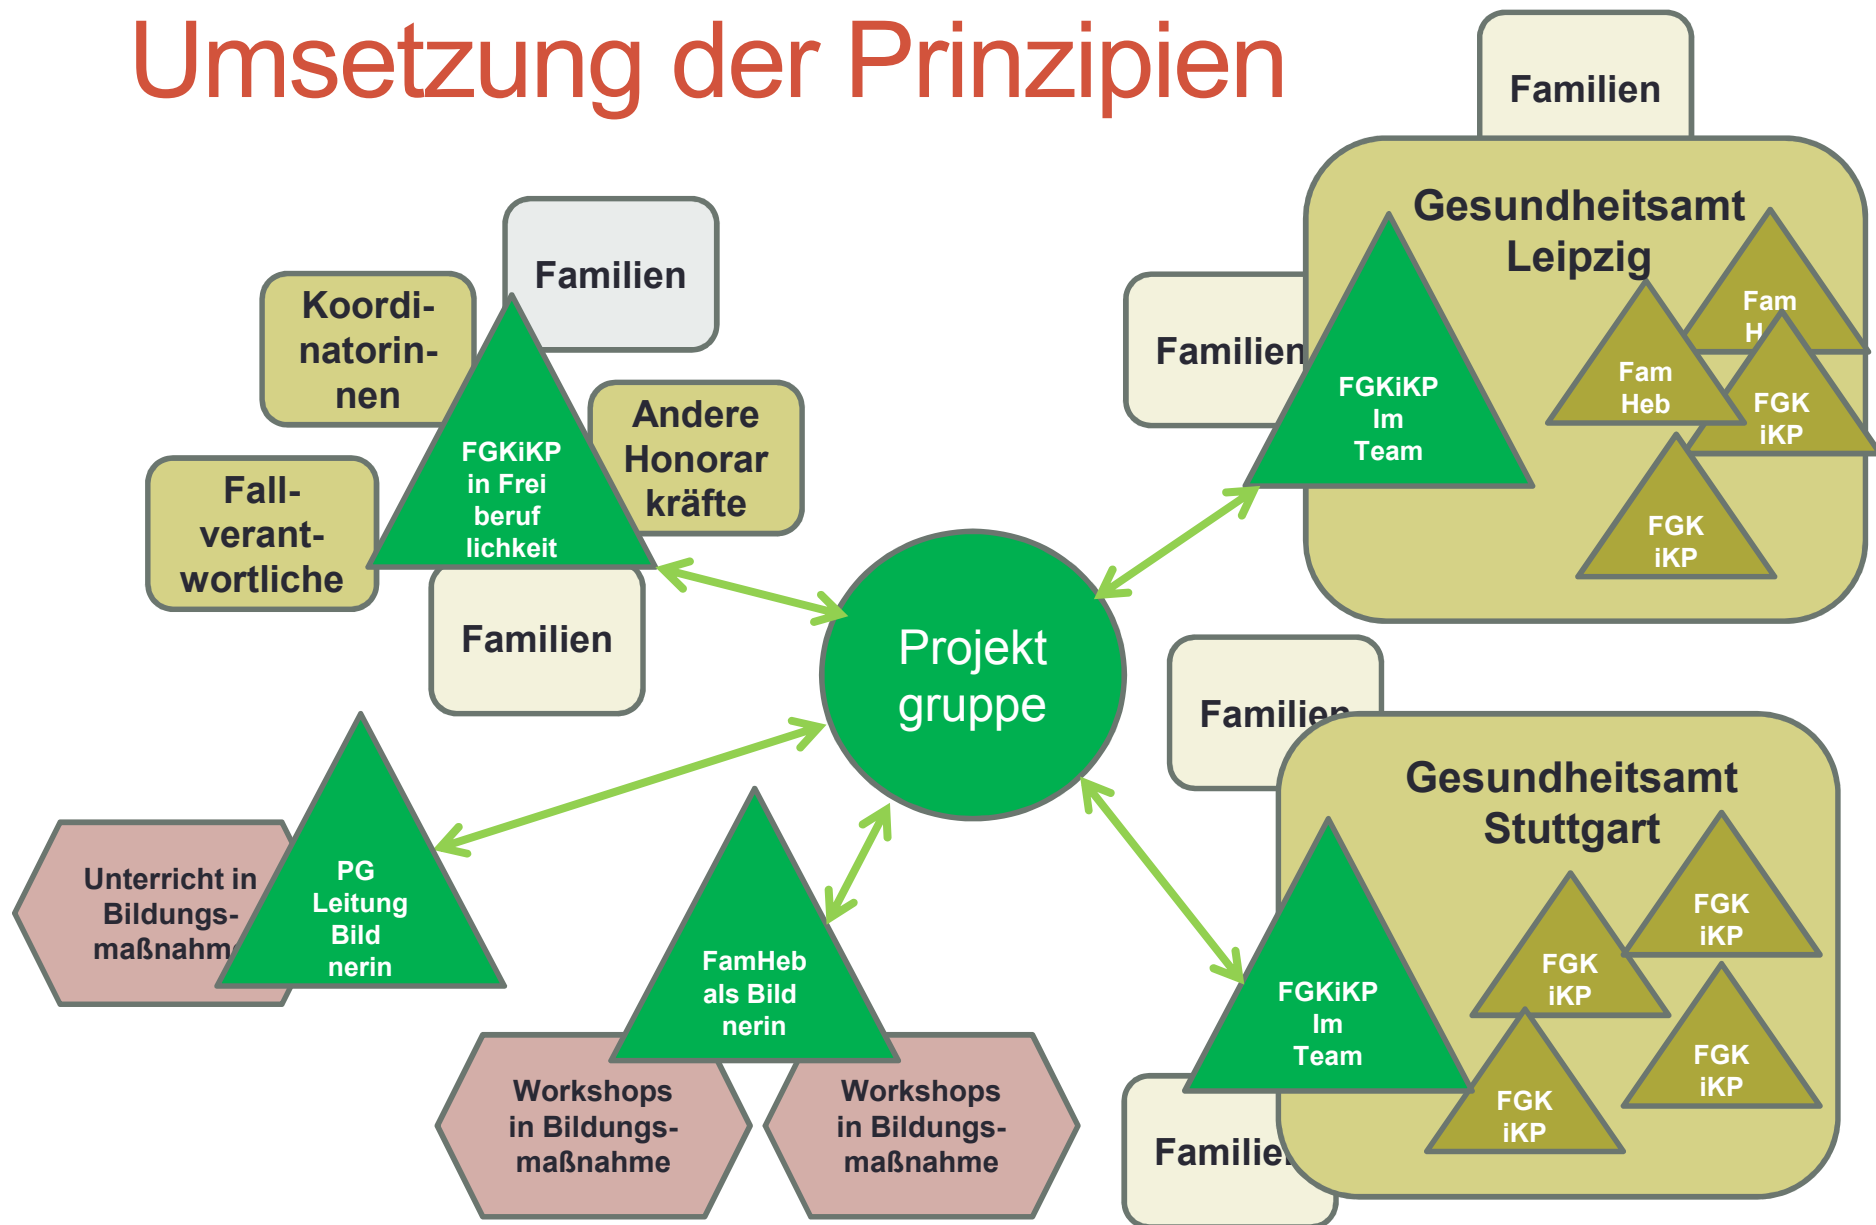 Umsetzung der Prinzipien
Familien
Koordi-
natorin-
nen
Fall-
verant-
wortliche
Andere
Honorar
kräfte
FGKiKP
in Frei
beruf
lichkeit
Familien
Familien
Familien
Gesundheitsamt
Leipzig
FGKiKP
Im
Team
Fam
H
Fam
Heb
FGK
iKP
FGK
iKP
Projekt
gruppe
Familien
Gesundheitsamt
Stuttgart
FGKiKP
Im
Team
FGK
iKP
FGK
iKP
FGK
iKP
FGK
iKP
Familie
Unterricht in
Bildungs-
maßnahme
PG
Leitung
Bild
nerin
FamHeb
als Bild
nerin
Workshops
in Bildungs-
maßnahme
Workshops
in Bildungs-
maßnahme